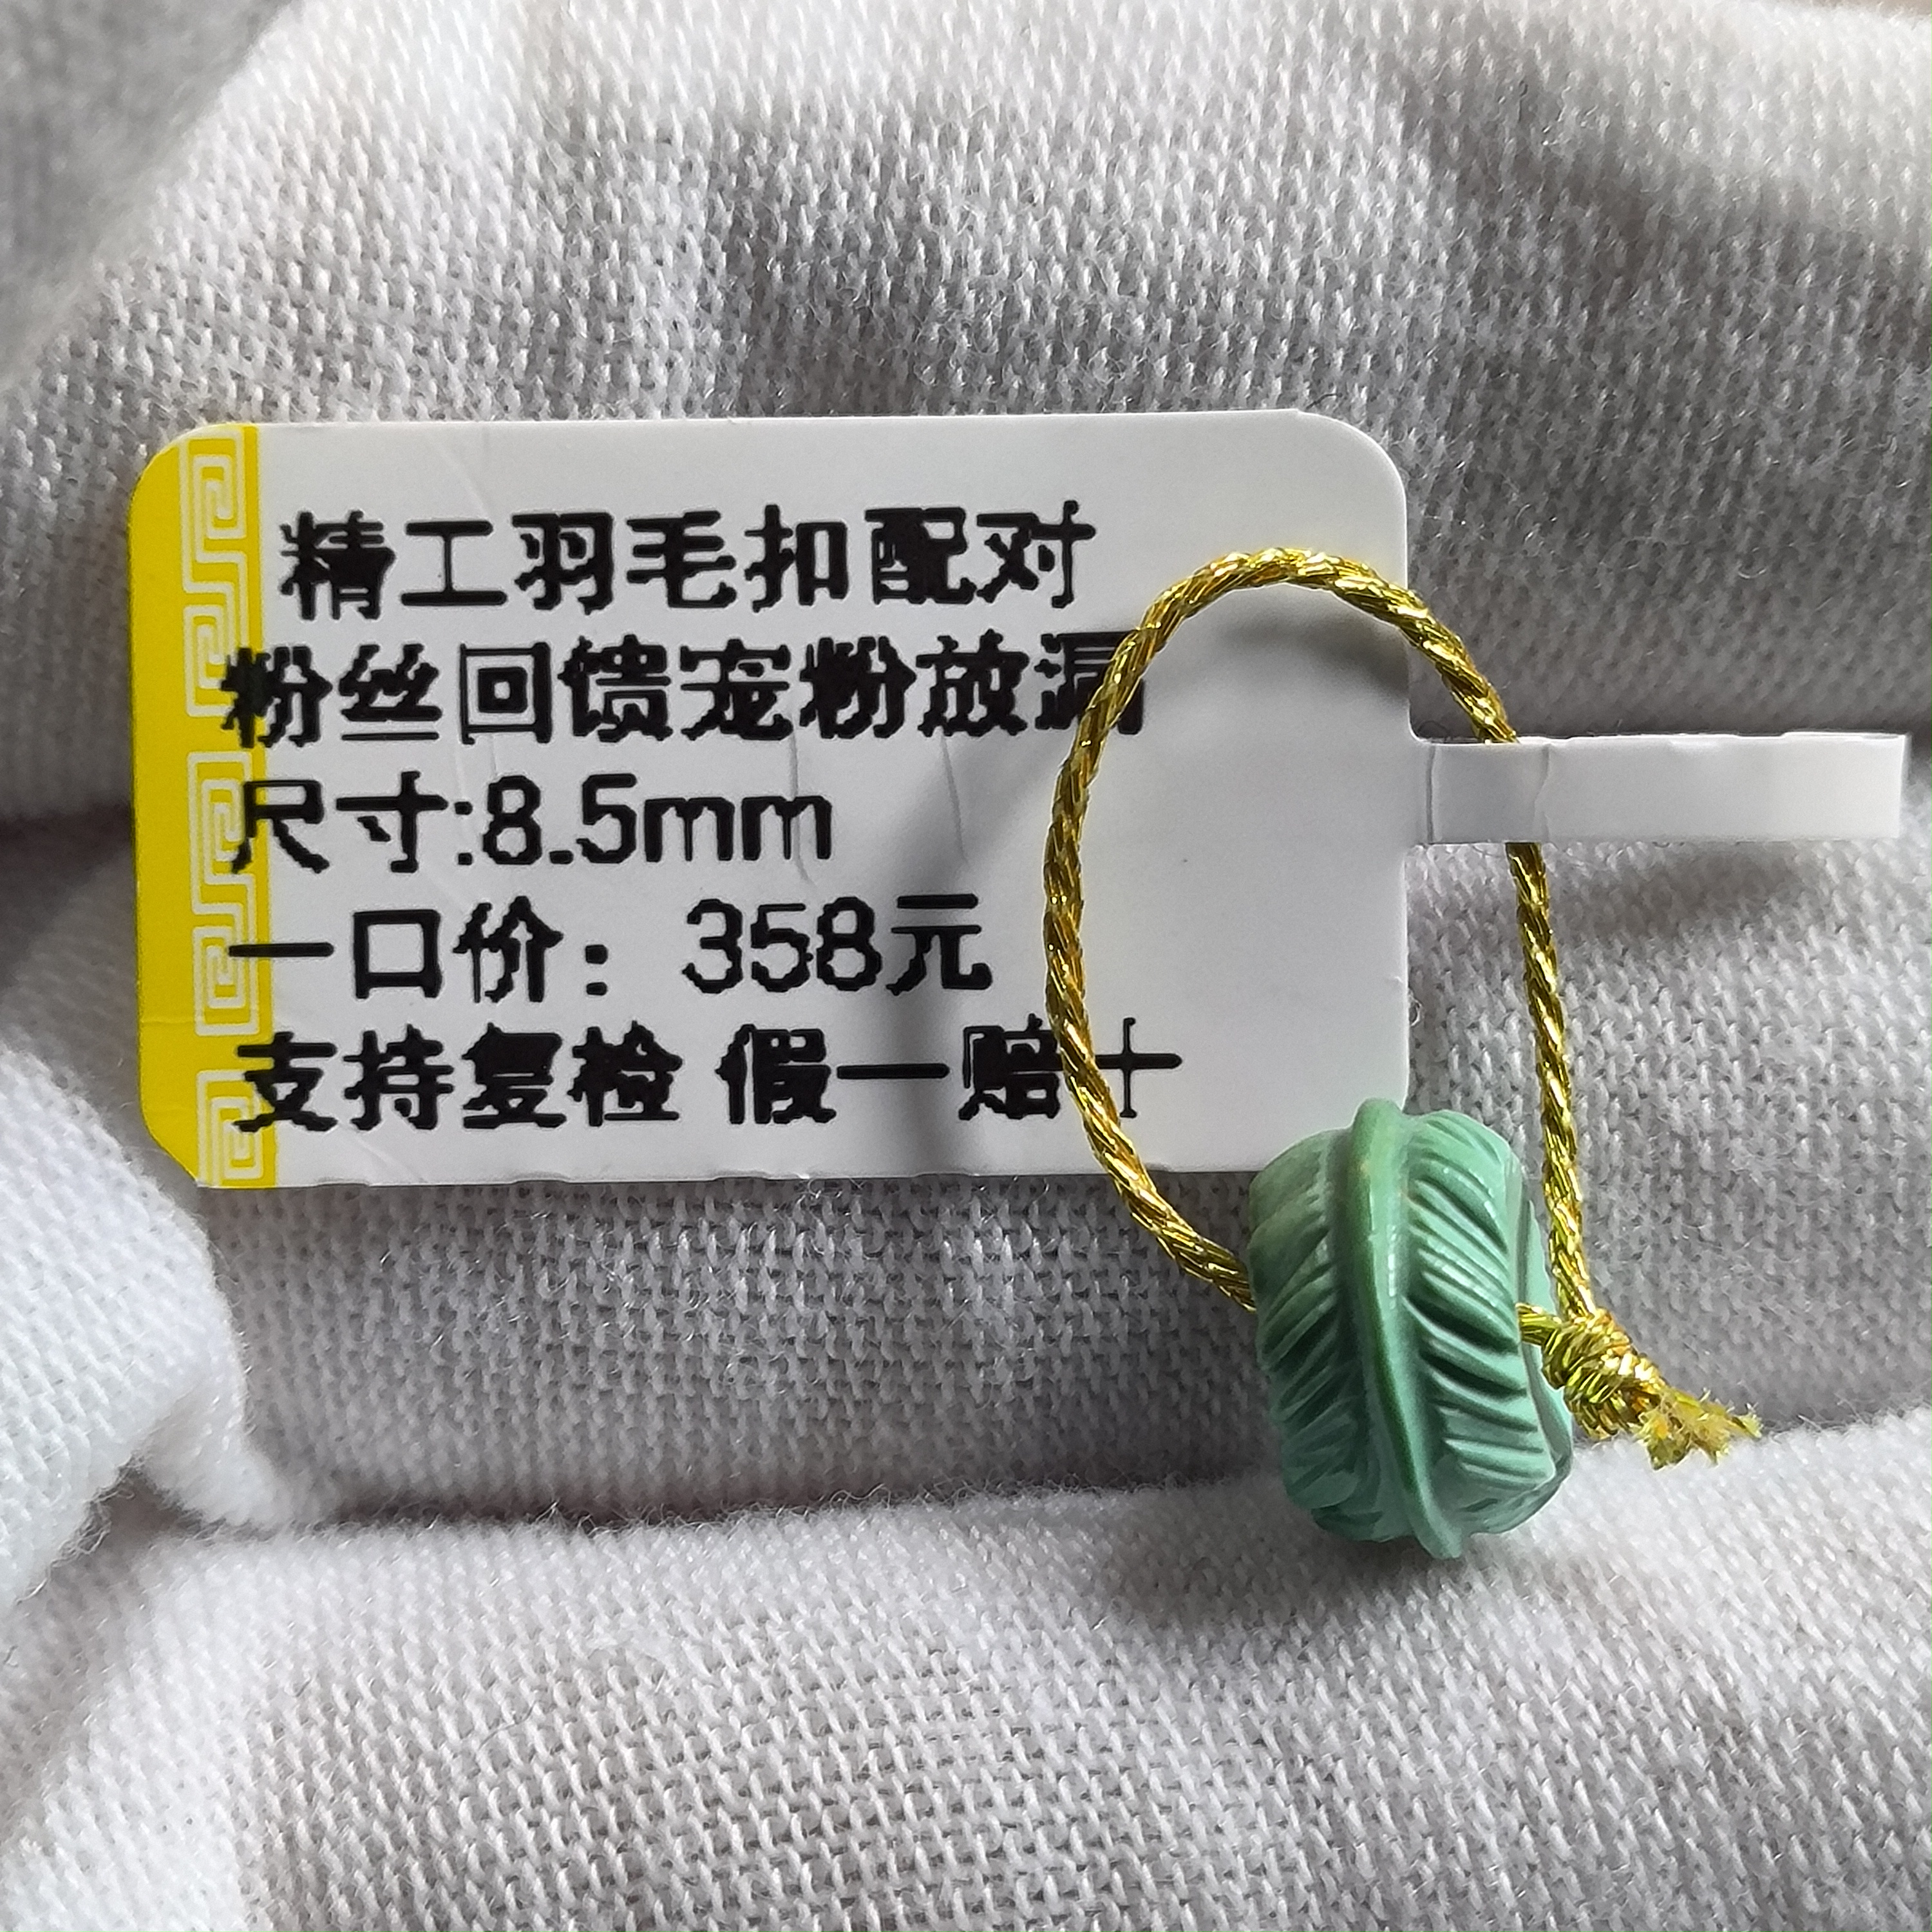 精工羽毛扣配对
粉丝回馈宠粉放漏
尺寸:8.5mm
一口价：358元
支持复检 假一赔十